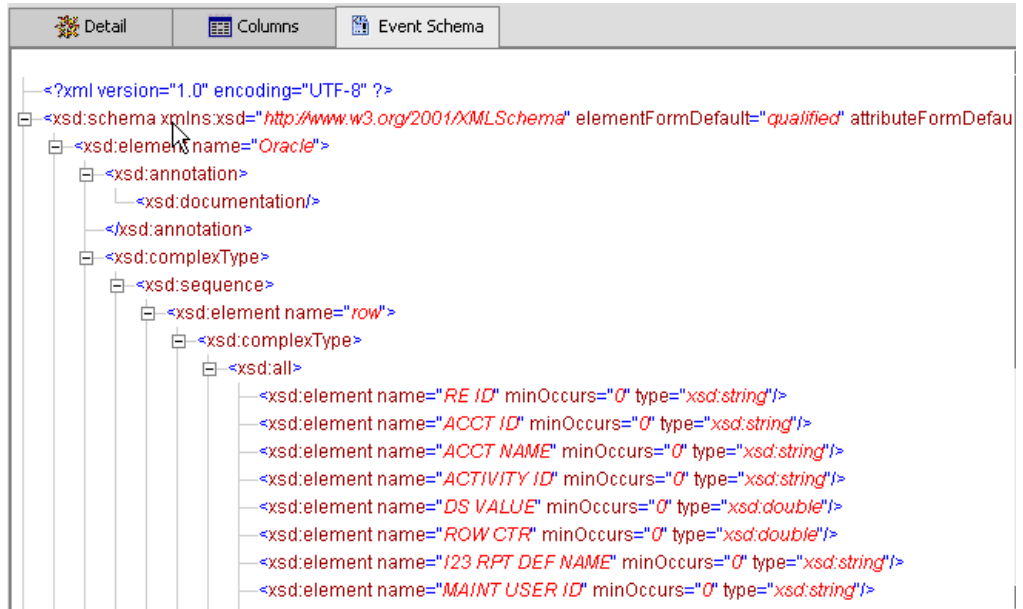 Detail Columns Event Schema
<?xml version="1.0" encoding="UTF-8" ?>
<xsd:schema xmlns:xsd="http://www.w3.org/2001/XMLSchema" elementFormDefault="qualified" attributeFormDefau
<xsd:element name="Oracle">
<xsd:annotation>
<xsd:documentation/>
</xsd:annotation>
<xsd:complexType>
<xsd:sequence>
<xsd:element name="row">
<xsd:complexType>
<xsd:all>
<xsd:element name="RE ID" minOccurs="0" type="xsd:string"/>
<xsd:element name="ACCT ID" minOccurs="0" type="xsd:string"/>
<xsd:element name="ACCT NAME" minOccurs="0" type="xsd:string"/>
<xsd:element name="ACTIVITY ID" minOccurs="0" type="xsd:string"/>
<xsd:element name="DS VALUE" minOccurs="0" type="xsd:double"/>
<xsd:element name="ROW CTR" minOccurs="0" type="xsd:double"/>
<xsd:element name="I23 RPT DEF NAME" minOccurs="0" type="xsd:string"/>
<xsd:element name="MAINT USER ID" minOccurs="0" type="xsd:string"/>